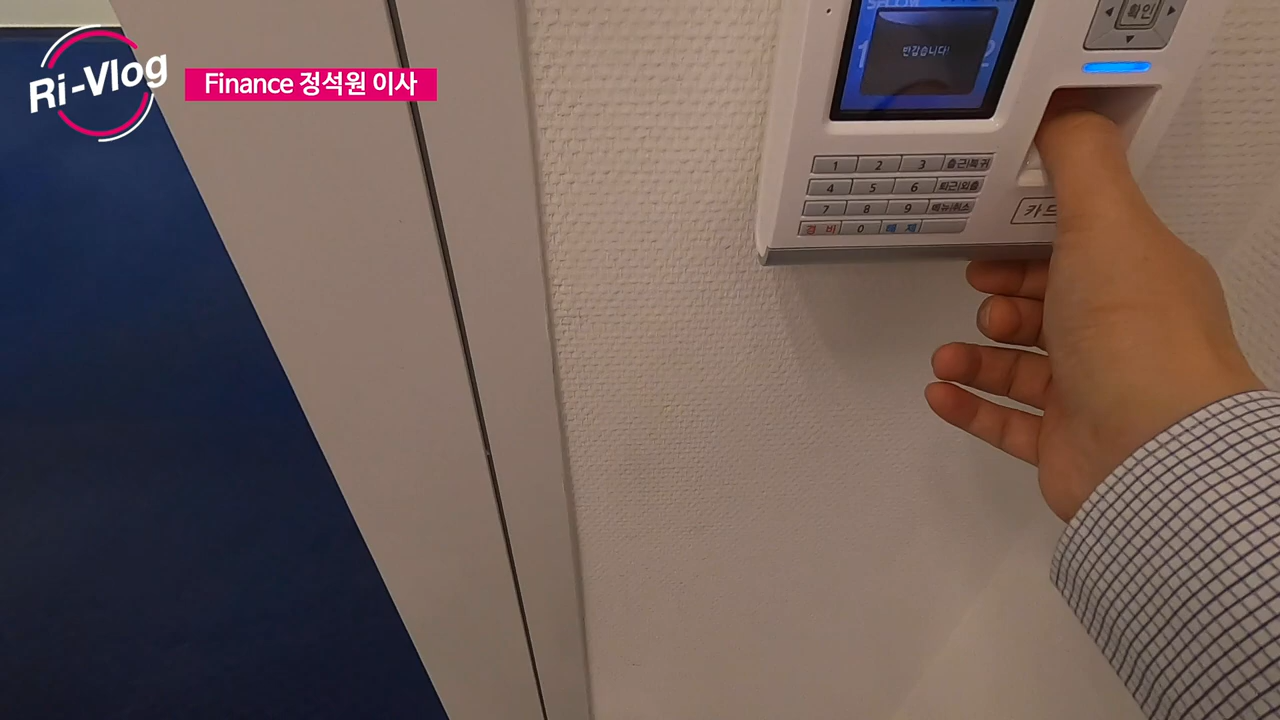 Ri-Vlog
Finance 정석원 이사
반갑습니다!
확인
1 2 3 출근/복귀
4 5 6 퇴근/외출
7 8 9 메뉴/취소
경 비 0 해 제
카드